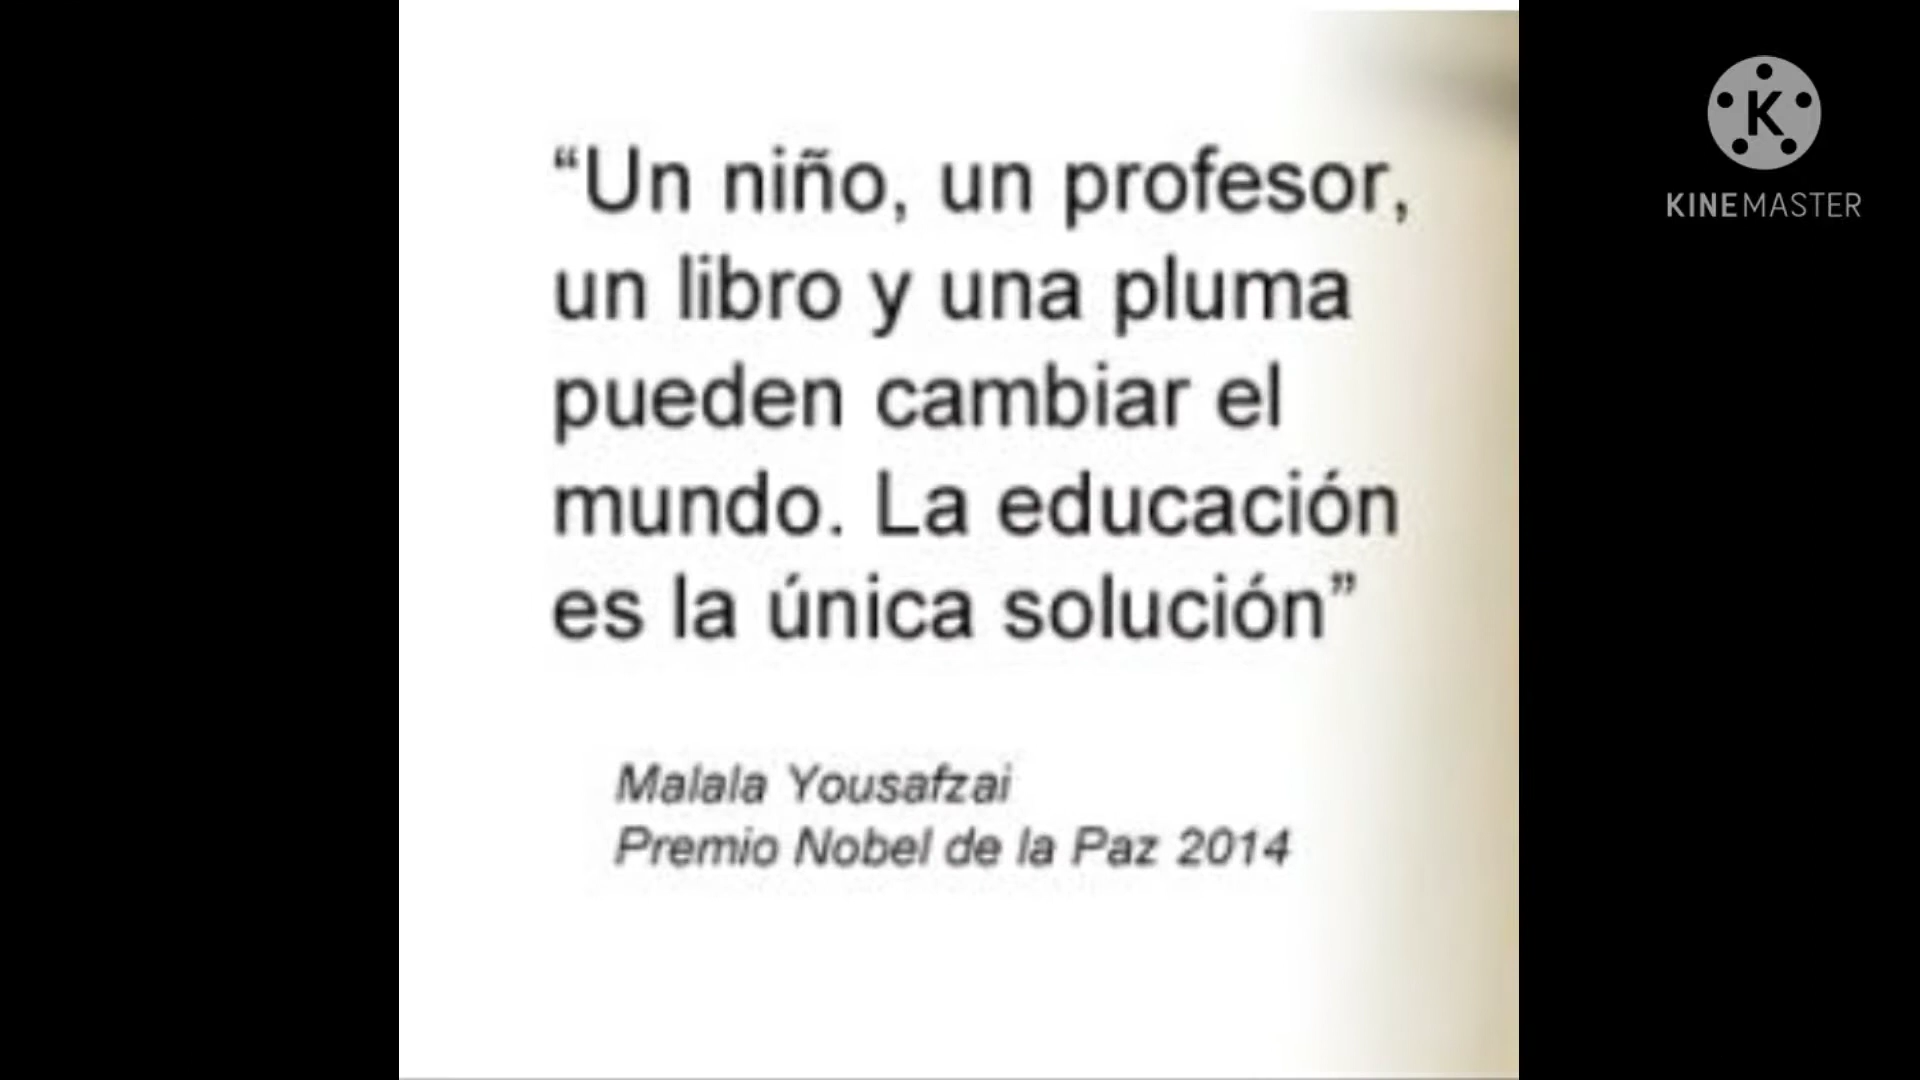 “Un niño, un profesor,
un libro y una pluma
pueden cambiar el
mundo. La educación
es la única solución”
Malala Yousafzai
Premio Nobel de la Paz 2014
K
KINEMASTER